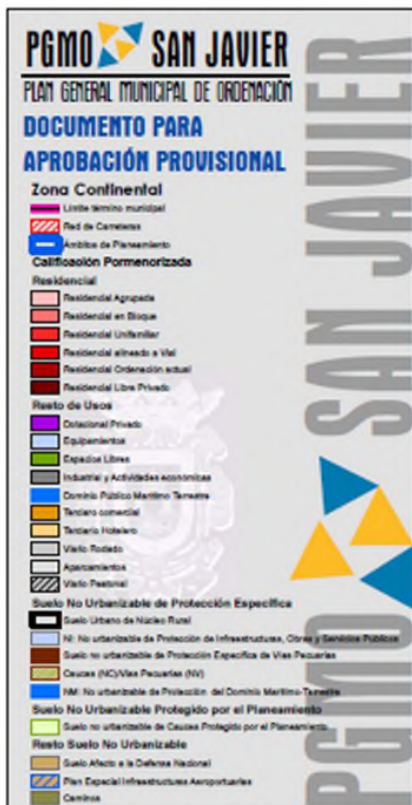 PGMO SAN JAVIER
PLAN GENERAL MUNICIPAL DE ORDENACIÓN
DOCUMENTO PARA
APROBACIÓN PROVISIONAL
Zona Continental
Límite término municipal
Red de Carreteras
Ámbitos de Planeamiento
Calificación Pormenorizada
Residencial
Residencial Agrupada
Residencial en Bloque
Residencial Unifamiliar
Residencial alineado a Vial
Residencial Ordenación actual
Residencial Libre Privado
Resto de Usos
Dotacional Privado
Equipamientos
Espacios Libres
Industrial y Actividades económicas
Dominio Público Marítimo Terrestre
Terciario comercial
Terciario Hotelero
Viario Rodado
Aparcamientos
Viario Peatonal
Suelo No Urbanizable de Protección Específica
Suelo Urbano de Núcleo Rural
NI: No urbanizable de Protección de Infraestructuras, Obras y Servicios Públicos
Suelo no urbanizable de Protección Específica de Vías Pecuarias
Cauces (NC)/Vías Pecuarias (NV)
NM: No urbanizable de Protección del Dominio Marítimo-Terrestre
Suelo No Urbanizable Protegido por el Planeamiento
Suelo no urbanizable de Cauces Protegido por el Planeamiento
Resto Suelo No Urbanizable
Suelo Afecto a la Defensa Nacional
Plan Especial Infraestructuras Aeroportuarias
Caminos
PGMO SAN JAVIER